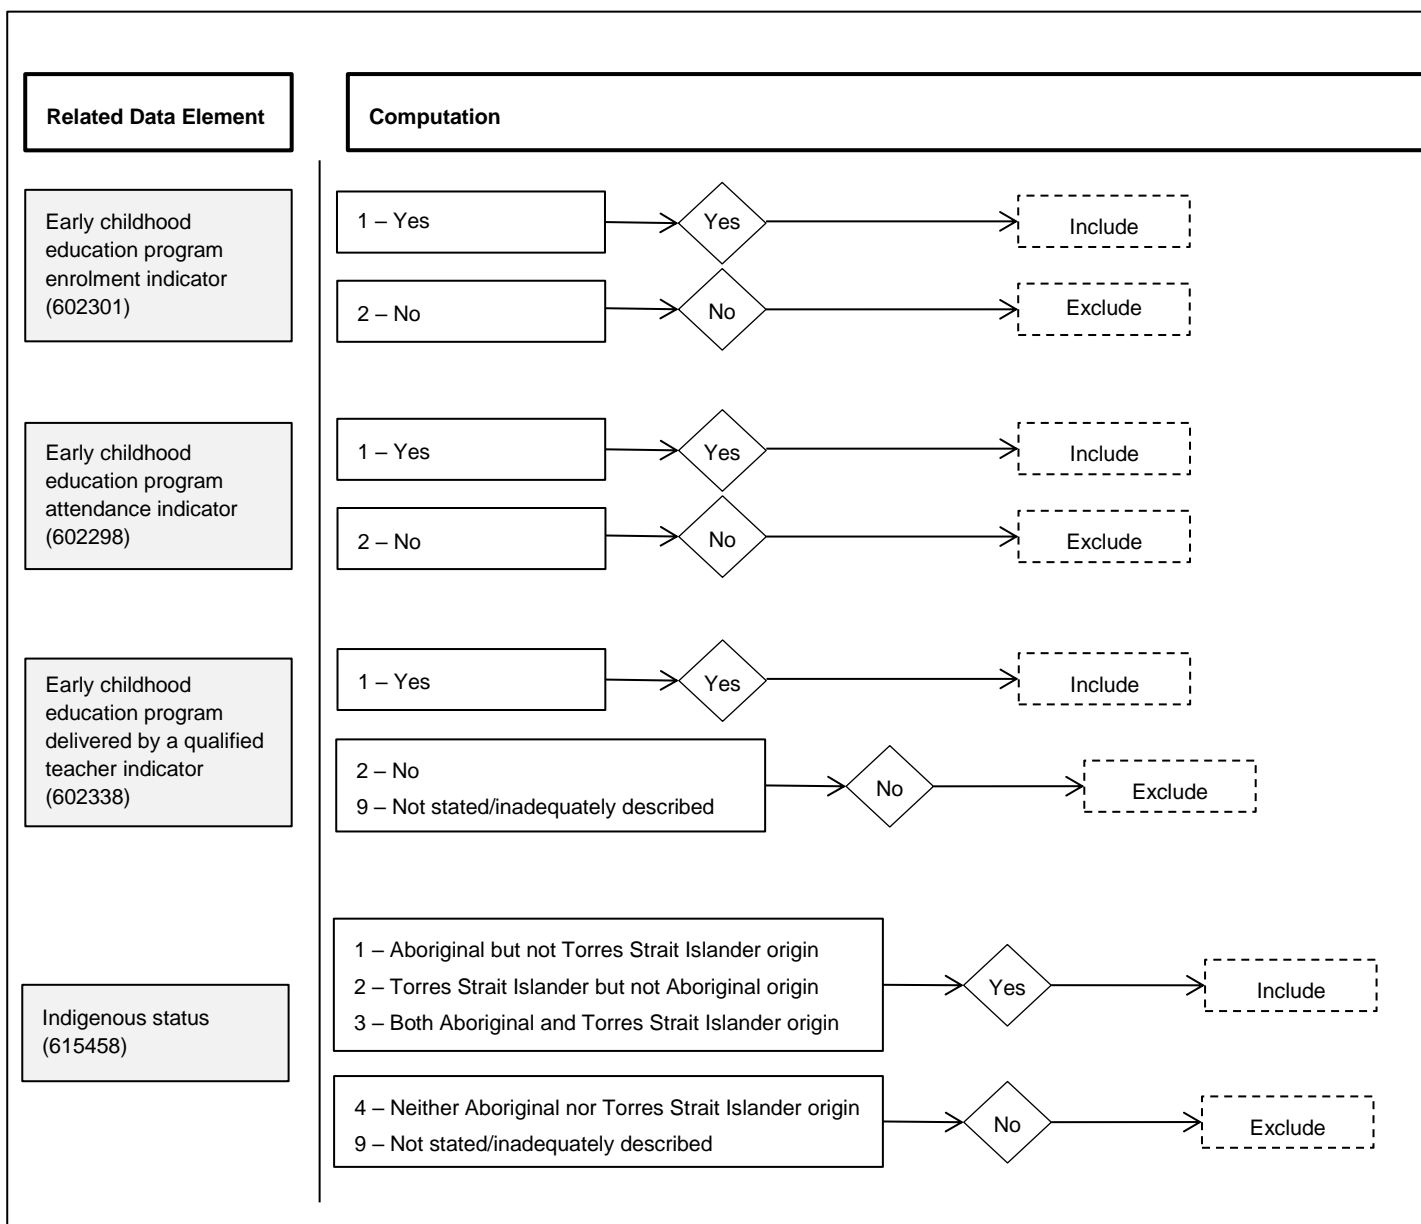 Related Data Element
Computation
Early childhood
education program
enrolment indicator
(602301)
1 – Yes
Yes
Include
2 – No
No
Exclude
Early childhood
education program
attendance indicator
(602298)
1 – Yes
Yes
Include
2 – No
No
Exclude
Early childhood
education program
delivered by a qualified
teacher indicator
(602338)
1 – Yes
Yes
Include
2 – No
9 – Not stated/inadequately described
No
Exclude
Indigenous status
(615458)
1 – Aboriginal but not Torres Strait Islander origin
2 – Torres Strait Islander but not Aboriginal origin
3 – Both Aboriginal and Torres Strait Islander origin
Yes
Include
4 – Neither Aboriginal nor Torres Strait Islander origin
9 – Not stated/inadequately described
No
Exclude